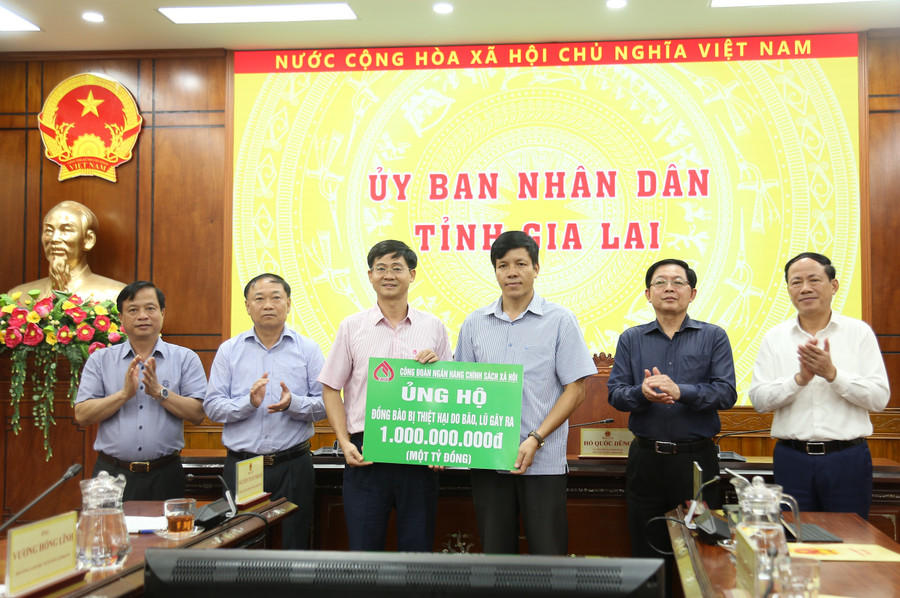 NƯỚC CỘNG HÒA XÃ HỘI CHỦ NGHĨA VIỆT NAM
ỦY BAN NHÂN DÂN
TỈNH GIA LAI
VIỆT NAM
CÔNG ĐOÀN NGÂN HÀNG CHÍNH SÁCH XÃ HỘI
ỦNG HỘ
ĐỒNG BÀO BỊ THIỆT HẠI DO BÃO, LŨ GÂY RA
1.000.000.000đ
(MỘT TỶ ĐỒNG)
HỒ QUỐC DŨNG
VƯƠNG HỒNG LĨNH